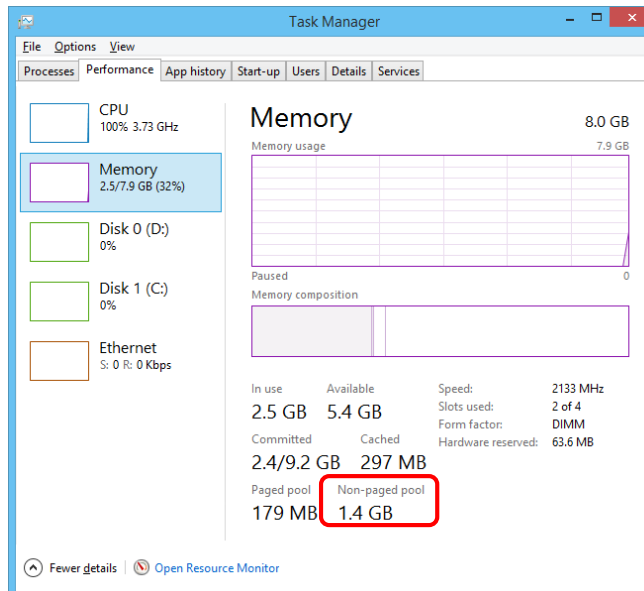 Task Manager
File Options View
Processes Performance App history Start-up Users Details Services
CPU
100% 3.73 GHz
Memory
2.5/7.9 GB (32%)
Disk 0 (D:)
0%
Disk 1 (C:)
0%
Ethernet
S: 0 R: 0 Kbps
Memory 8.0 GB
Memory usage 7.9 GB
Paused 0
Memory composition
In use Available
2.5 GB 5.4 GB
Committed Cached
2.4/9.2 GB 297 MB
Paged pool Non-paged pool
179 MB 1.4 GB
Speed: 2133 MHz
Slots used: 2 of 4
Form factor: DIMM
Hardware reserved: 63.6 MB
Fewer details Open Resource Monitor